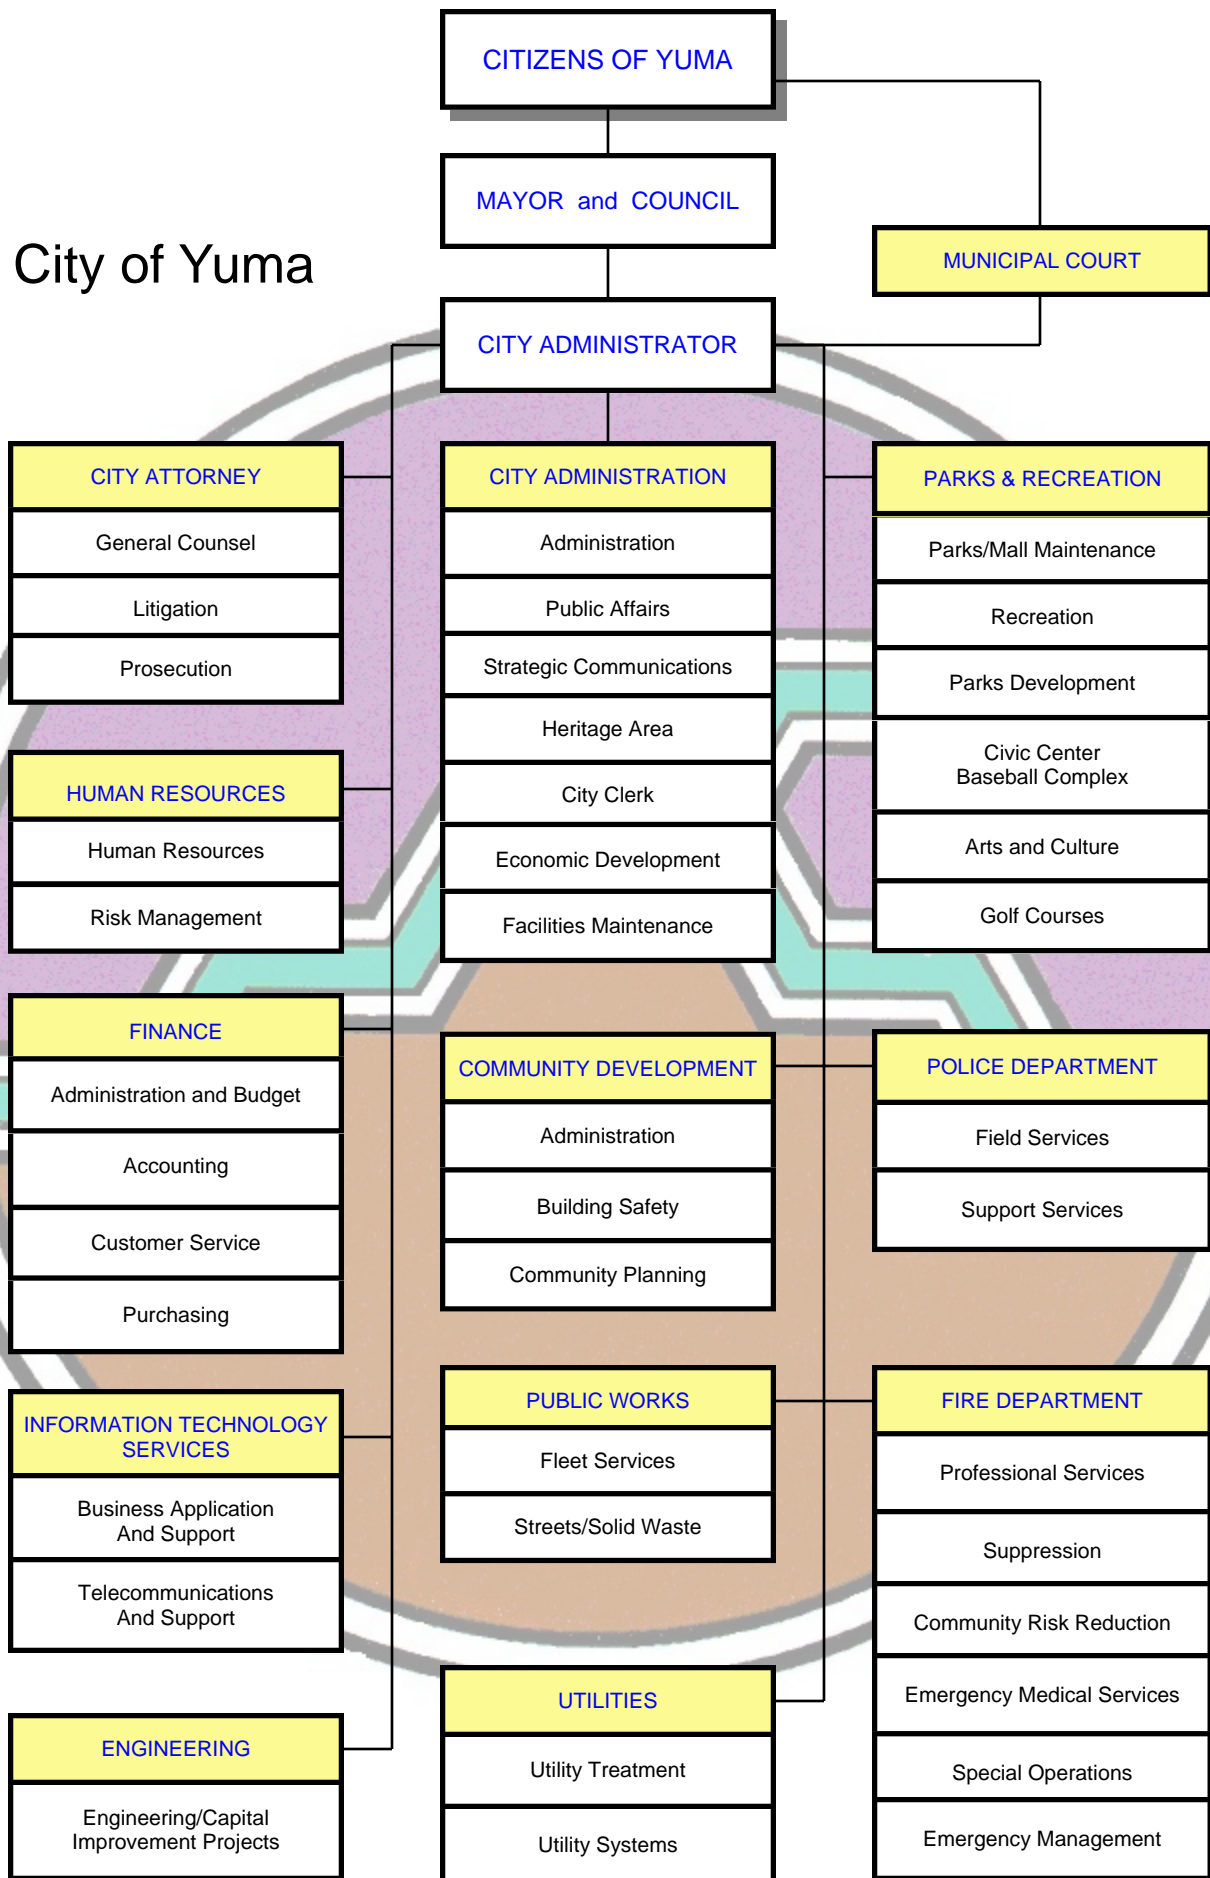 CITIZENS OF YUMA
MAYOR and COUNCIL
City of Yuma
MUNICIPAL COURT
CITY ADMINISTRATOR
CITY ATTORNEY
General Counsel
Litigation
Prosecution
HUMAN RESOURCES
Human Resources
Risk Management
FINANCE
Administration and Budget
Accounting
Customer Service
Purchasing
INFORMATION TECHNOLOGY
SERVICES
Business Application
And Support
Telecommunications
And Support
ENGINEERING
Engineering/Capital
Improvement Projects
CITY ADMINISTRATION
Administration
Public Affairs
Strategic Communications
Heritage Area
City Clerk
Economic Development
Facilities Maintenance
COMMUNITY DEVELOPMENT
Administration
Building Safety
Community Planning
PUBLIC WORKS
Fleet Services
Streets/Solid Waste
UTILITIES
Utility Treatment
Utility Systems
PARKS & RECREATION
Parks/Mall Maintenance
Recreation
Parks Development
Civic Center
Baseball Complex
Arts and Culture
Golf Courses
POLICE DEPARTMENT
Field Services
Support Services
FIRE DEPARTMENT
Professional Services
Suppression
Community Risk Reduction
Emergency Medical Services
Special Operations
Emergency Management